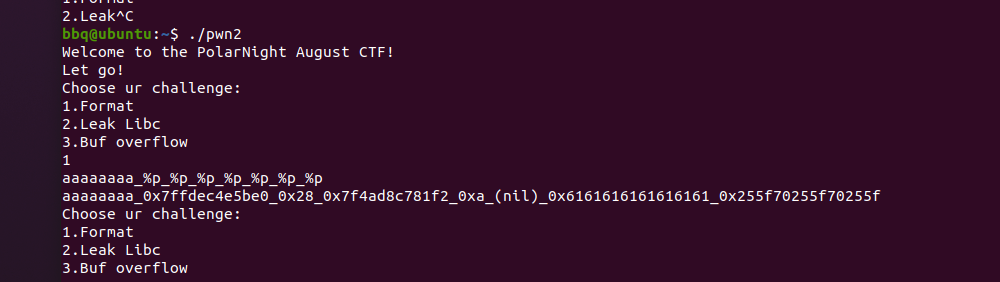 2.Leak^C
bbq@ubuntu:~$ ./pwn2
Welcome to the PolarNight August CTF!
Let go!
Choose ur challenge:
1.Format
2.Leak Libc
3.Buf overflow
1
aaaaaaaa_%p_%p_%p_%p_%p_%p_%p
aaaaaaaa_0x7ffdec4e5be0_0x28_0x7f4ad8c781f2_0xa_(nil)_0x6161616161616161_0x255f70255f70255f
Choose ur challenge:
1.Format
2.Leak Libc
3.Buf overflow